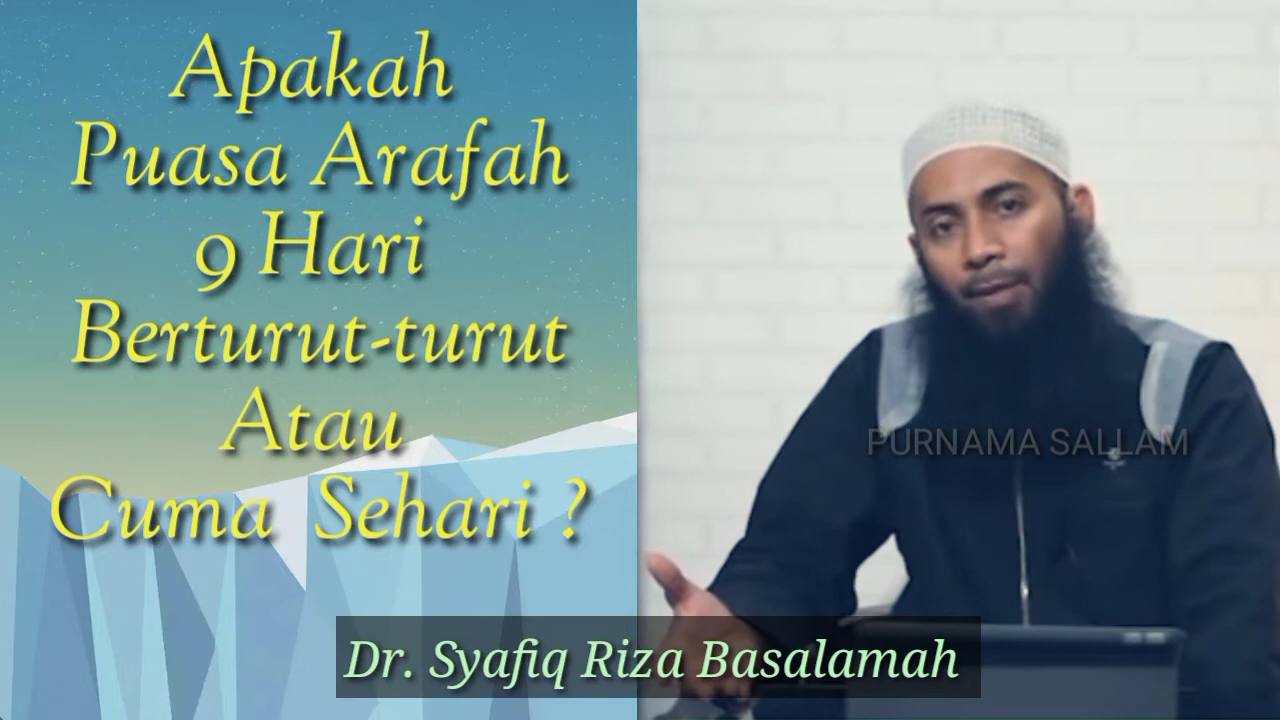 Apakah
Puasa Arafah
9 Hari
Berturut-turut
Atau
Cuma Sehari ?
PURNAMA SALLAM
Dr. Syafiq Riza Basalamah